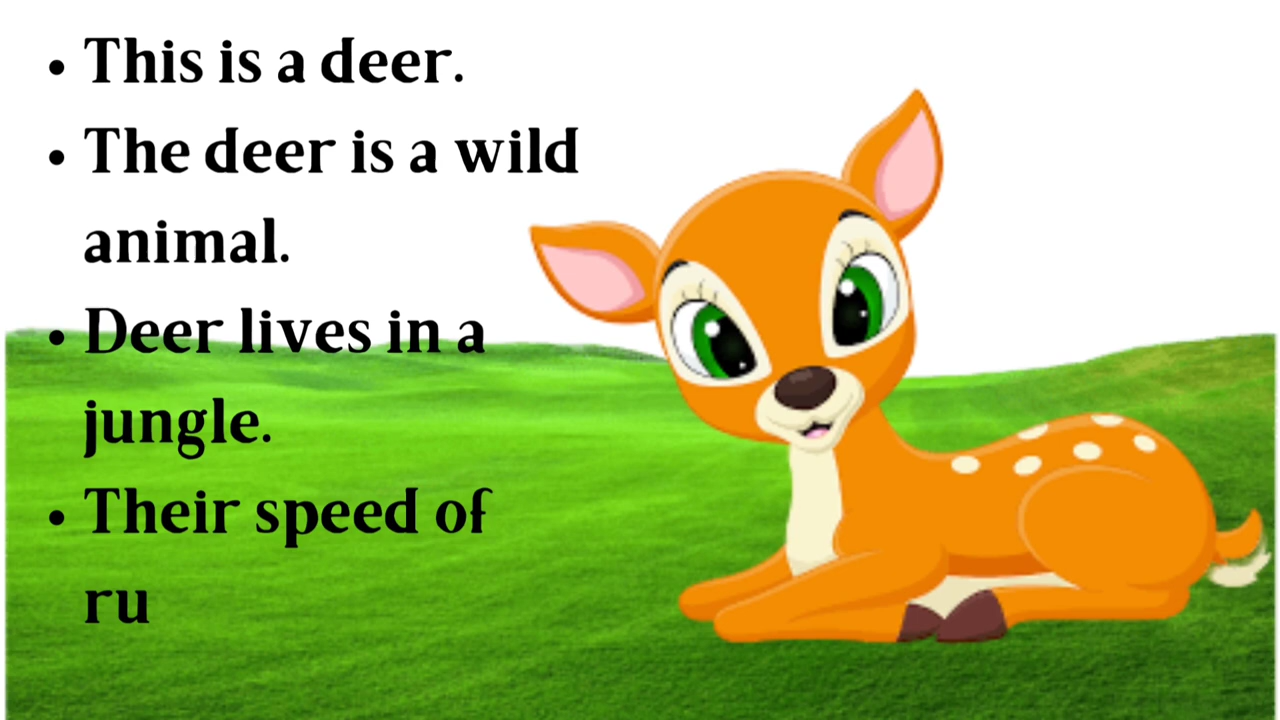 • This is a deer.
• The deer is a wild
animal.
• Deer lives in a
jungle.
• Their speed of
ru